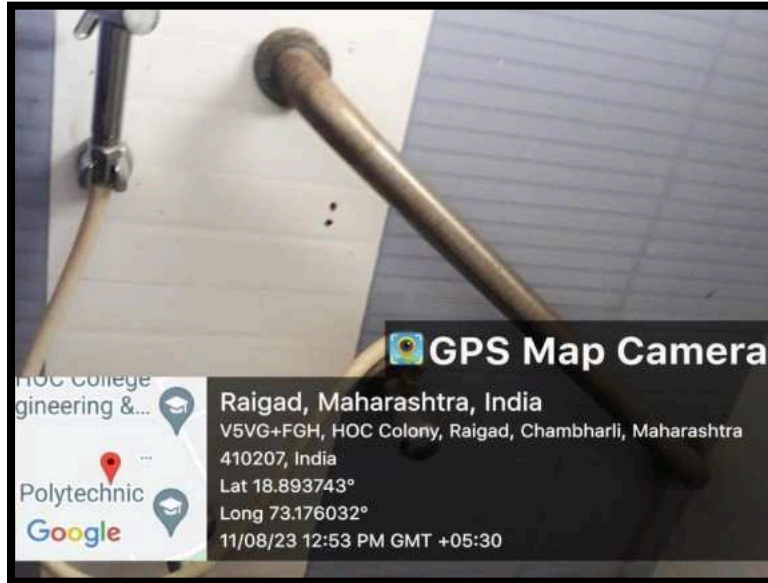 GPS Map Camera
HOC College
gineering &...
Polytechnic
Google
Raigad, Maharashtra, India
V5VG+FGH, HOC Colony, Raigad, Chambharli, Maharashtra
410207, India
Lat 18.893743°
Long 73.176032°
11/08/23 12:53 PM GMT +05:30